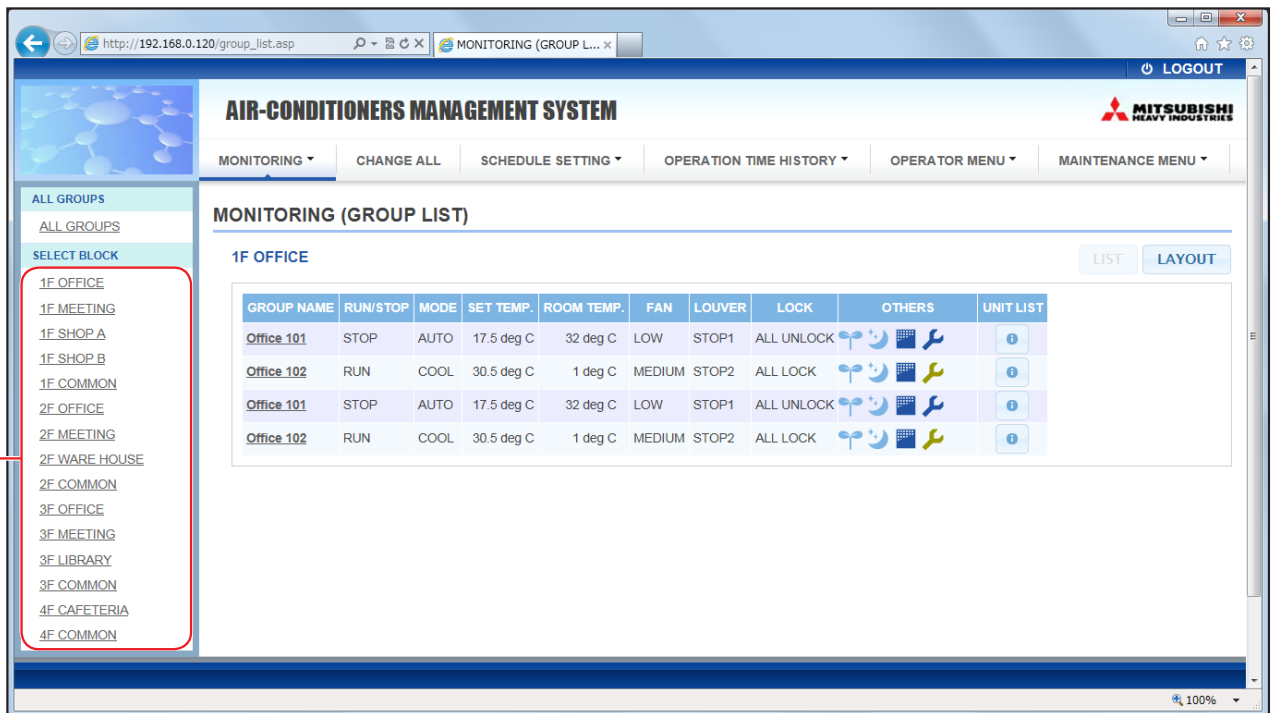 http://192.168.0.120/group_list.asp
MONITORING (GROUP L...
LOGOUT
AIR-CONDITIONERS MANAGEMENT SYSTEM
MITSUBISHI
HEAVY INDUSTRIES
MONITORING CHANGE ALL SCHEDULE SETTING OPERATION TIME HISTORY OPERATOR MENU MAINTENANCE MENU
ALL GROUPS
ALL GROUPS
SELECT BLOCK
1F OFFICE
1F MEETING
1F SHOP A
1F SHOP B
1F COMMON
2F OFFICE
2F MEETING
2F WARE HOUSE
2F COMMON
3F OFFICE
3F MEETING
3F LIBRARY
3F COMMON
4F CAFETERIA
4F COMMON
MONITORING (GROUP LIST)
1F OFFICE
LIST LAYOUT
GROUP NAME RUN/STOP MODE SET TEMP. ROOM TEMP. FAN LOUVER LOCK OTHERS UNIT LIST
Office 101 STOP AUTO 17.5 deg C 32 deg C LOW STOP1 ALL UNLOCK
Office 102 RUN COOL 30.5 deg C 1 deg C MEDIUM STOP2 ALL LOCK
Office 101 STOP AUTO 17.5 deg C 32 deg C LOW STOP1 ALL UNLOCK
Office 102 RUN COOL 30.5 deg C 1 deg C MEDIUM STOP2 ALL LOCK
100%